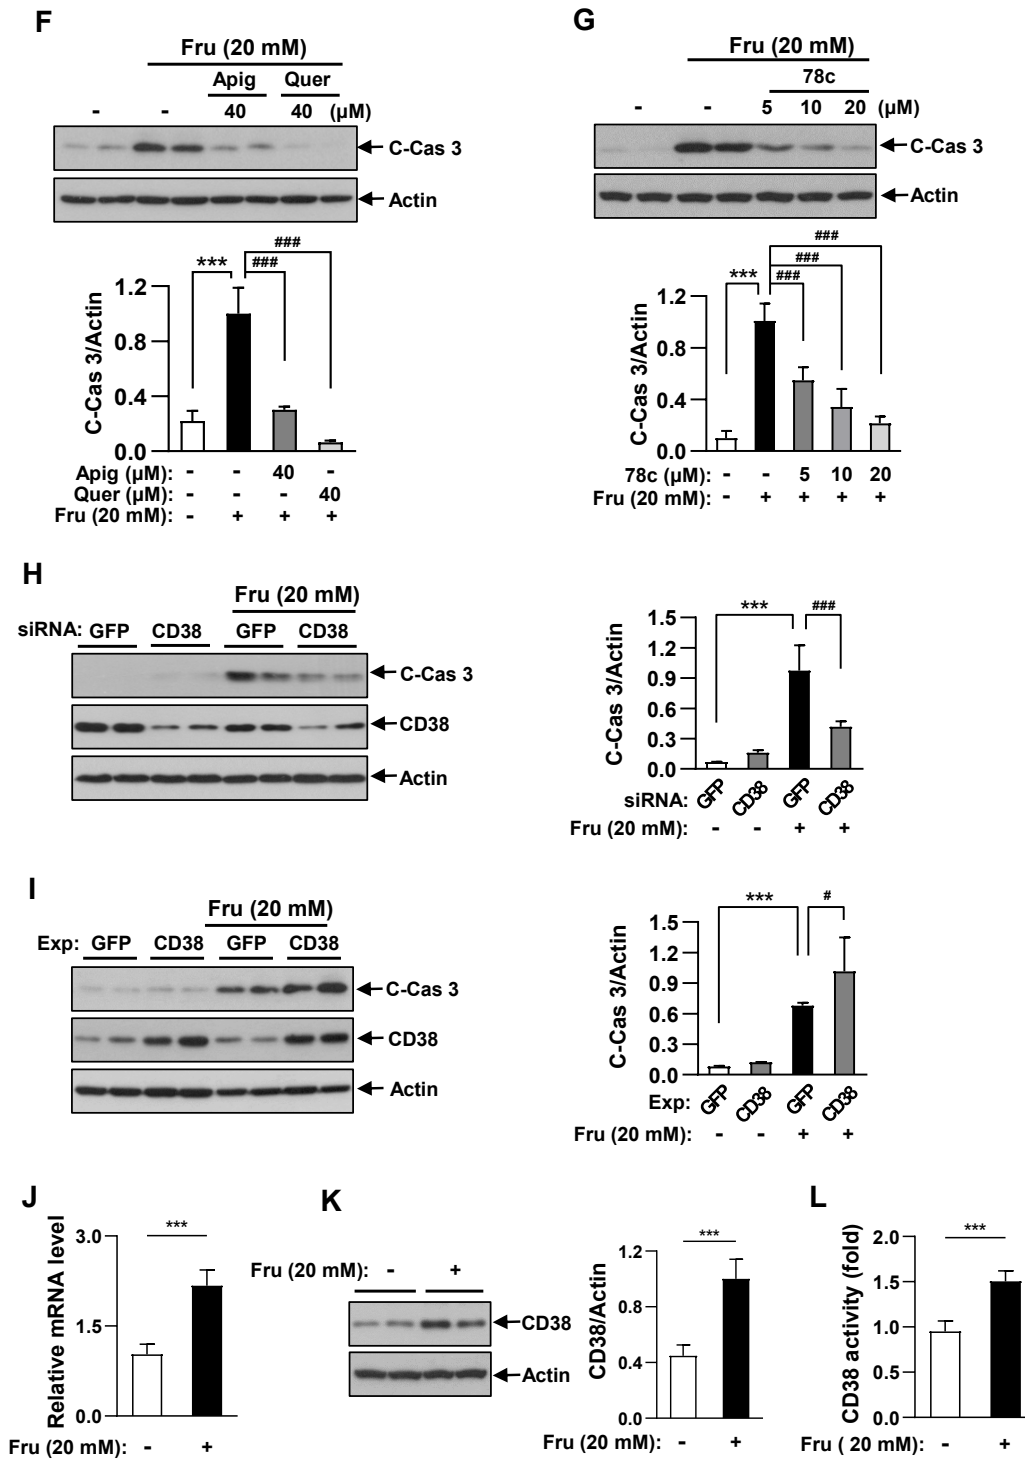 F
Fru (20 mM)
Apig Quer
- - 40 40 (μM)
C-Cas 3
Actin
***
###
###
C-Cas 3/Actin
1.2
0.8
0.4
0.0
Apig (μM): - - 40
Quer (μM): - - 40
Fru (20 mM): - + + +
G
Fru (20 mM)
78c
- - 5 10 20 (μM)
C-Cas 3
Actin
***
###
###
###
C-Cas 3/Actin
1.2
0.8
0.4
0.0
78c (μM): - - 5 10 20
Fru (20 mM): - + + + +
H
Fru (20 mM)
siRNA: GFP CD38 GFP CD38
C-Cas 3
CD38
Actin
*** ###
C-Cas 3/Actin
1.5
1.2
0.9
0.6
0.3
0.0
siRNA: GFP CD38 GFP CD38
Fru (20 mM): - - + +
I
Fru (20 mM)
Exp: GFP CD38 GFP CD38
C-Cas 3
CD38
Actin
*** #
C-Cas 3/Actin
1.5
1.2
0.9
0.6
0.3
0.0
Exp: GFP CD38 GFP CD38
Fru (20 mM): - - + +
J
***
Relative mRNA level
3.0
1.5
0.0
Fru (20 mM): - +
K
Fru (20 mM): - +
CD38
Actin
***
CD38/Actin
1.2
0.8
0.4
0.0
Fru (20 mM): - +
L
***
CD38 activity (fold)
2.0
1.5
1.0
0.5
0.0
Fru ( 20 mM): - +